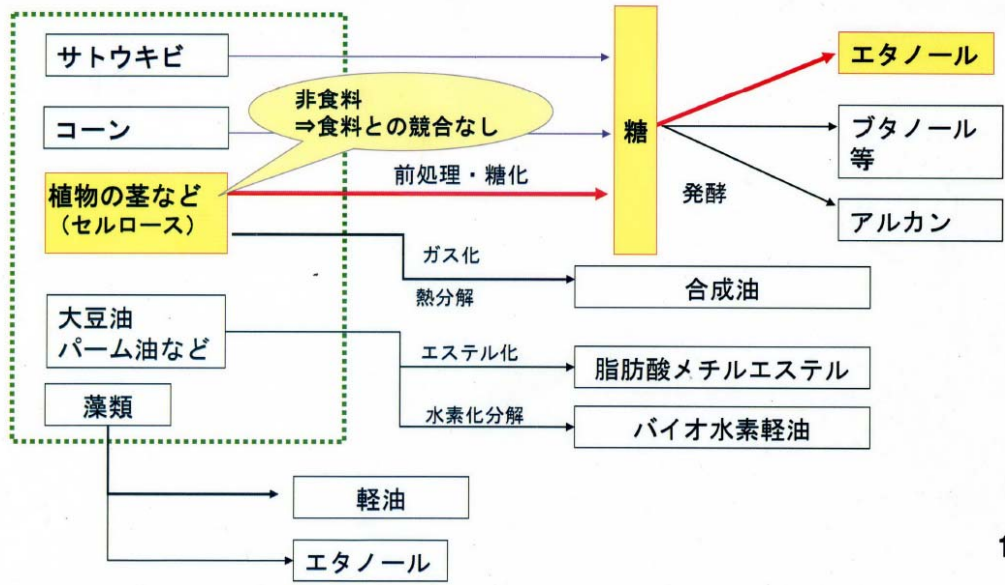 サトウキビ
コーン
非食料
⇒食料との競合なし
植物の茎など
（セルロース）
前処理・糖化
糖
発酵
エタノール
ブタノール
等
アルカン
ガス化
熱分解
合成油
大豆油
パーム油など
エステル化
脂肪酸メチルエステル
水素化分解
バイオ水素軽油
藻類
軽油
エタノール